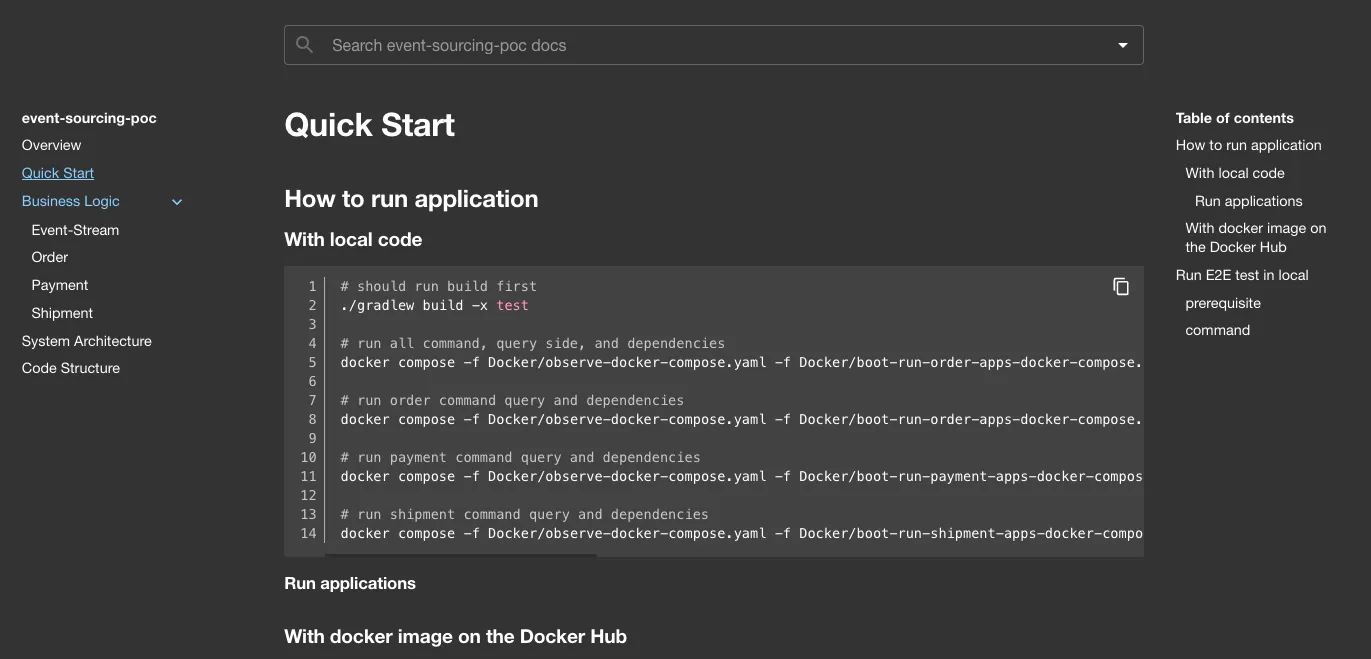 Search event-sourcing-poc docs
event-sourcing-poc
Overview
Quick Start
Business Logic
Event-Stream
Order
Payment
Shipment
System Architecture
Code Structure
Quick Start
How to run application
With local code
1 # should run build first
2 ./gradlew build -x test
3
4 # run all command, query side, and dependencies
5 docker compose -f Docker/observe-docker-compose.yaml -f Docker/boot-run-order-apps-docker-compose.
6
7 # run order command query and dependencies
8 docker compose -f Docker/observe-docker-compose.yaml -f Docker/boot-run-order-apps-docker-compose.
9
10 # run payment command query and dependencies
11 docker compose -f Docker/observe-docker-compose.yaml -f Docker/boot-run-payment-apps-docker-compos
12
13 # run shipment command query and dependencies
14 docker compose -f Docker/observe-docker-compose.yaml -f Docker/boot-run-shipment-apps-docker-compo
Run applications
With docker image on the Docker Hub
Table of contents
How to run application
With local code
Run applications
With docker image on
the Docker Hub
Run E2E test in local
prerequisite
command